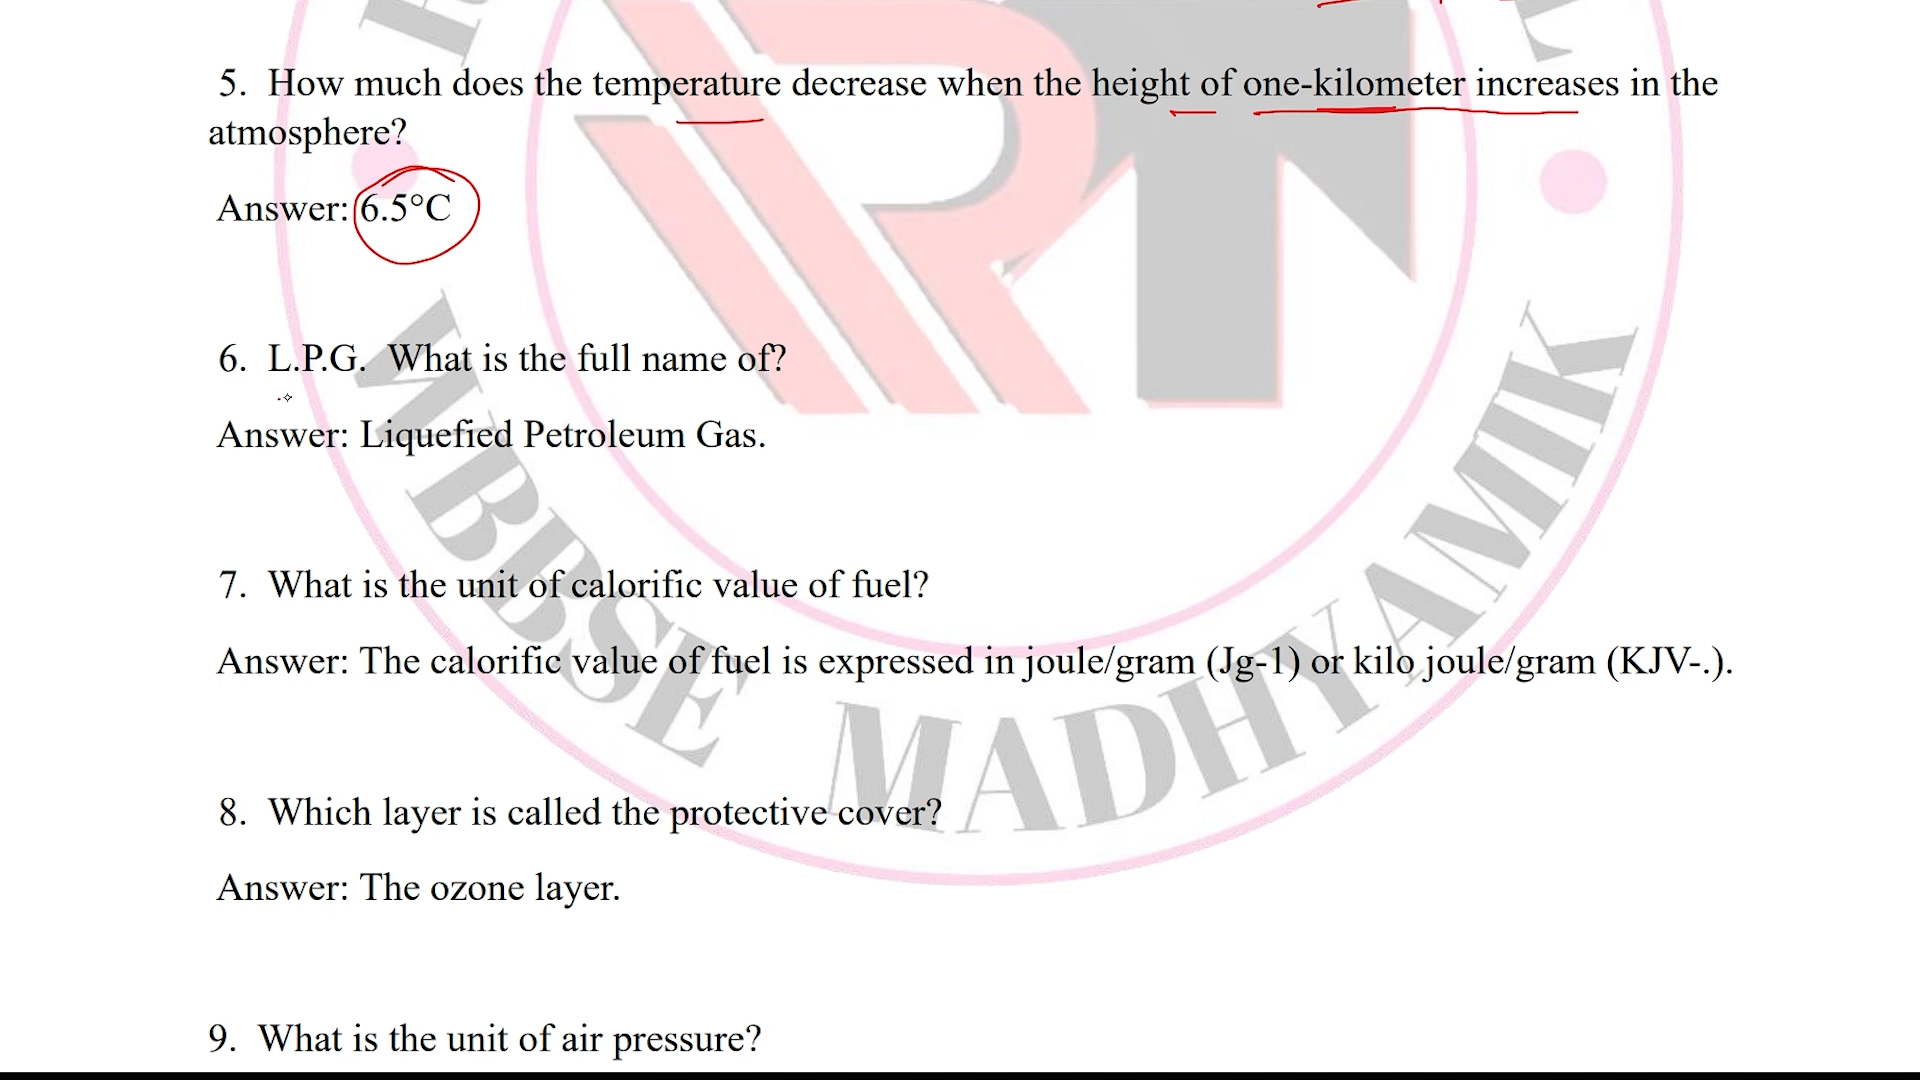 5. How much does the temperature decrease when the height of one-kilometer increases in the
atmosphere?
Answer: 6.5°C
6. L.P.G. What is the full name of?
Answer: Liquefied Petroleum Gas.
7. What is the unit of calorific value of fuel?
Answer: The calorific value of fuel is expressed in joule/gram (Jg-1) or kilo joule/gram (KJV-.).
8. Which layer is called the protective cover?
Answer: The ozone layer.
9. What is the unit of air pressure?
RT
WBBSE MADHYAMIK